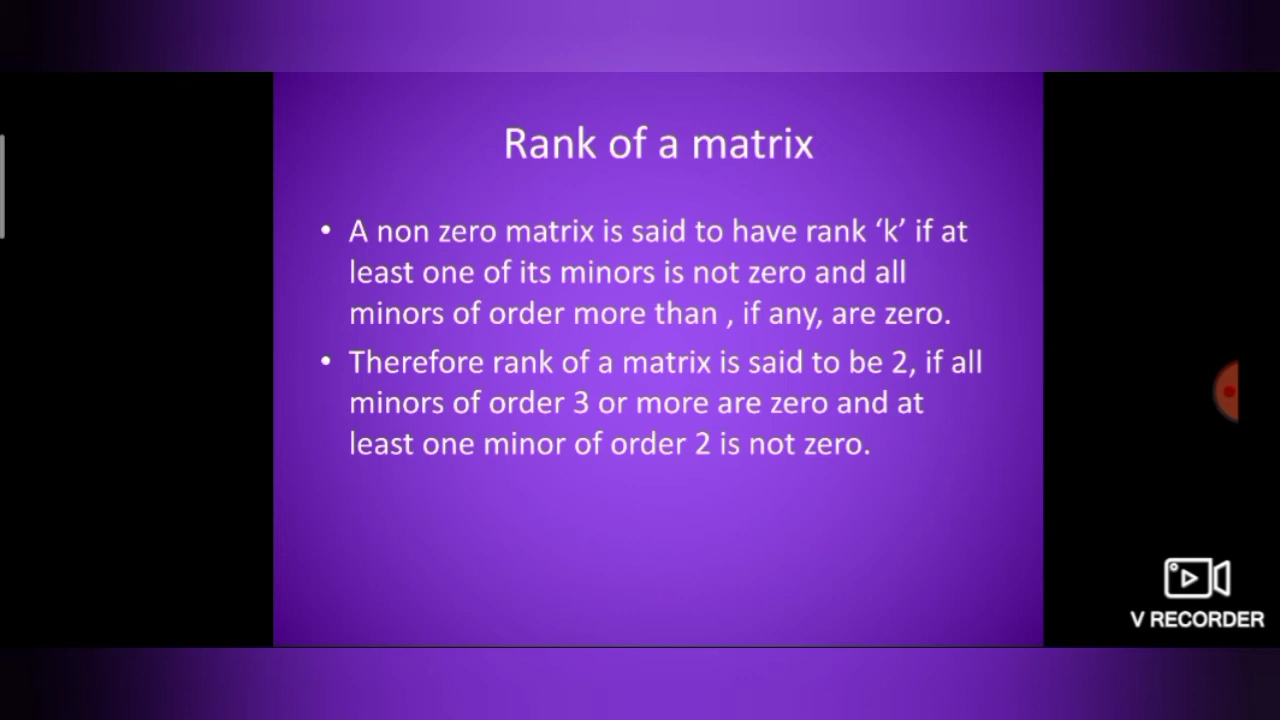 Rank of a matrix
• A non zero matrix is said to have rank ‘k’ if at
least one of its minors is not zero and all
minors of order more than , if any, are zero.
• Therefore rank of a matrix is said to be 2, if all
minors of order 3 or more are zero and at
least one minor of order 2 is not zero.
V RECORDER